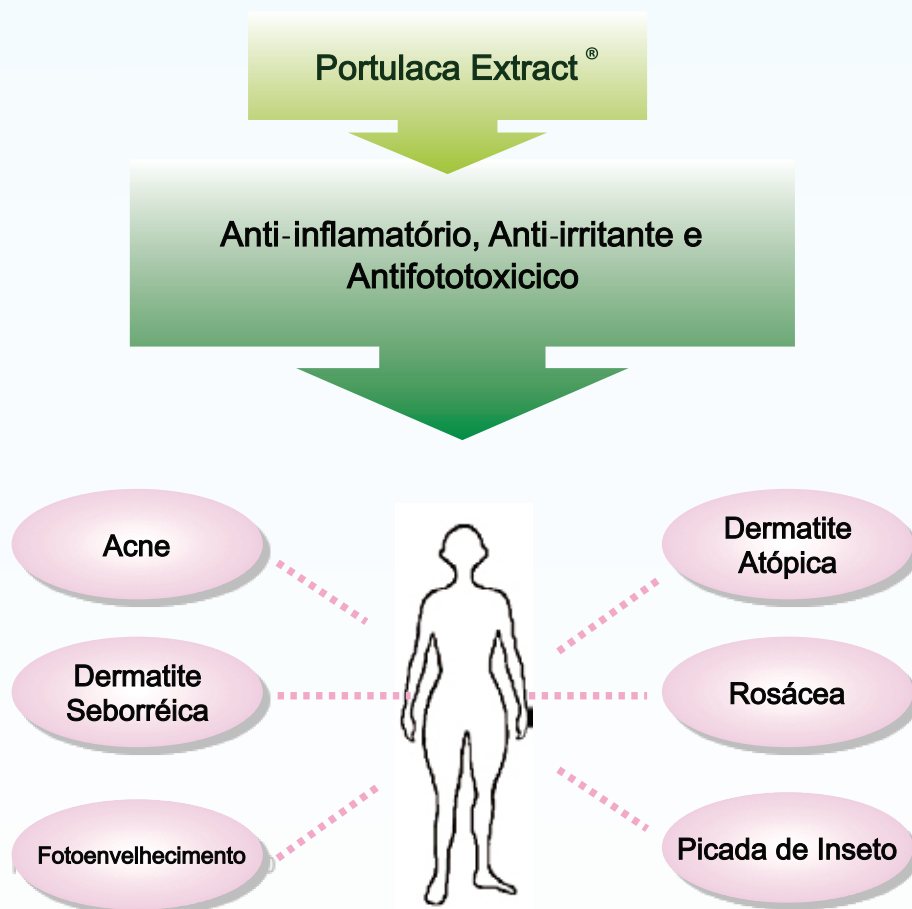 Portulaca Extract ®
Anti-inflamatório, Anti-irritante e
Antifototoxicico
Acne
Dermatite
Atópica
Dermatite
Seborréica
Rosácea
Fotoenvelhecimento
Picada de Inseto